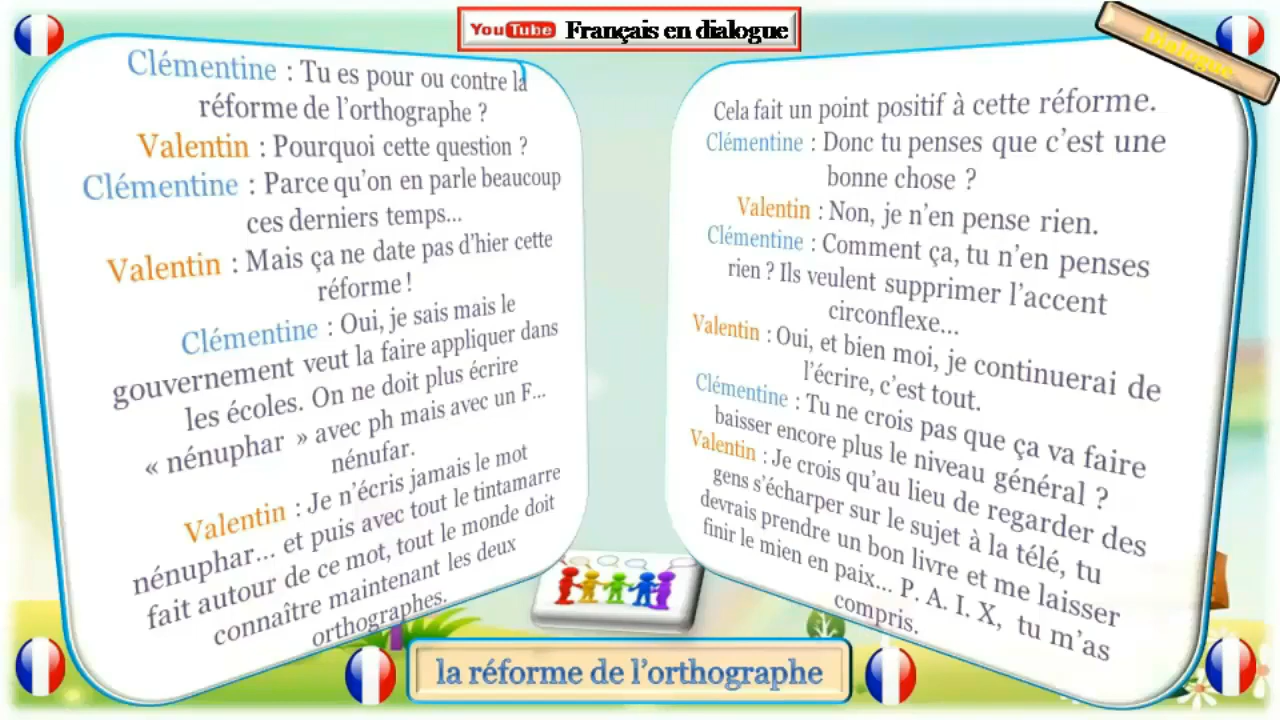 YouTube Français en dialogue
Dialogue
Clémentine : Tu es pour ou contre la
réforme de l'orthographe ?
Valentin : Pourquoi cette question ?
Clémentine : Parce qu'on en parle beaucoup
ces derniers temps...
Valentin : Mais ça ne date pas d'hier cette
réforme !
Clémentine : Oui, je sais mais le
gouvernement veut la faire appliquer dans
les écoles. On ne doit plus écrire
« nénuphar » avec ph mais avec un F...
nénufar.
Valentin : Je n'écris jamais le mot
nénuphar... et puis avec tout le tintamarre
fait autour de ce mot, tout le monde doit
connaître maintenant les deux
orthographes.
Cela fait un point positif à cette réforme.
Clémentine : Donc tu penses que c'est une
bonne chose ?
Valentin : Non, je n'en pense rien.
Clémentine : Comment ça, tu n'en penses
rien ? Ils veulent supprimer l'accent
circonflexe...
Valentin : Oui, et bien moi, je continuerai de
l'écrire, c'est tout.
Clémentine : Tu ne crois pas que ça va faire
baisser encore plus le niveau général ?
Valentin : Je crois qu'au lieu de regarder des
gens s'écharper sur le sujet à la télé, tu
devrais prendre un bon livre et me laisser
finir le mien en paix... P. A. I. X, tu m'as
compris.
la réforme de l'orthographe